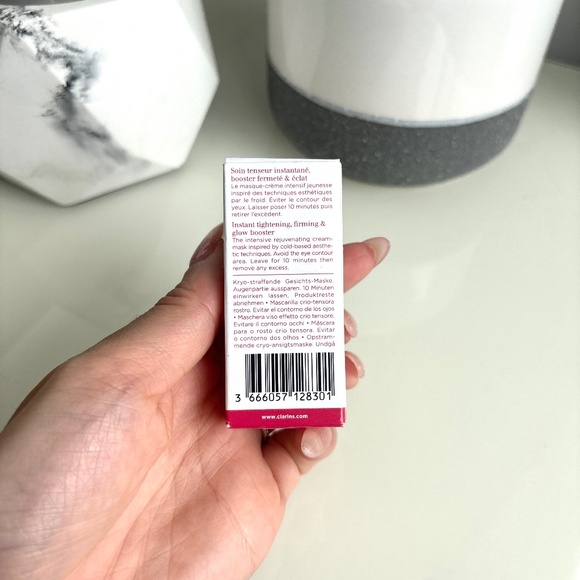 Soin tenseur instantané,
booster fermeté & éclat
Le masque-crème intensif jeunesse
inspiré des techniques esthétiques
par le froid. Éviter le contour des
yeux. Laisser poser 10 minutes puis
retirer l'excédent.
Instant tightening, firming &
glow booster
The intensive rejuvenating cream-
mask inspired by cold-based aesthe-
tic techniques. Avoid the eye contour
area. Leave for 10 minutes then
remove any excess.
Kryo-straffende Gesichts-Maske.
Augenpartie aussparen. 10 Minuten
einwirken lassen, Produktreste
abnehmen • Mascarilla crio-tensora
rostro. Evitar el contorno de los ojos
• Maschera viso effetto crio tensore.
Evitare il contorno occhi • Máscara
para o rosto crio tensora. Evitar
o contorno dos olhos • Opstram-
mende cryo-ansigtsmaske. Undgå
3 666057 128301
www.clarins.com